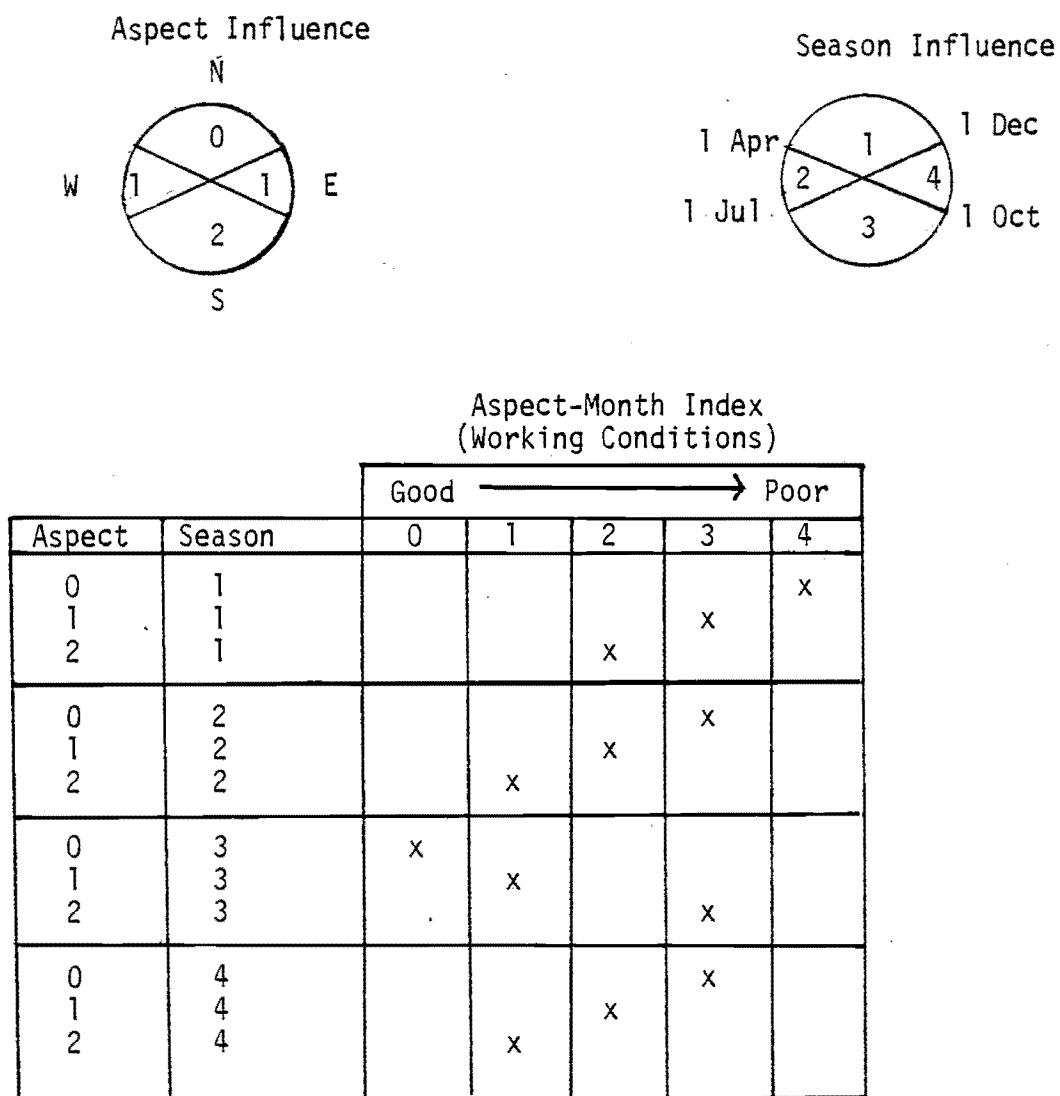 Aspect Influence
N
0
W 1 1 E
2
S
Season Influence
1 Dec
1 Apr 1
2 4
1 Jul 1 Oct
3
Aspect-Month Index
(Working Conditions)
Good → Poor
Aspect Season 0 1 2 3 4
0 1 x
1 1 x
2 1 x
0 2 x
1 2 x
2 2 x
0 3 x
1 3 x
2 3 x
0 4 x
1 4 x
2 4 x